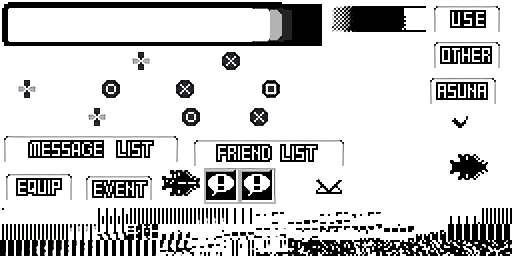 USE
OTHER
ASUNA
MESSAGE LIST
FRIEND LIST
EQUIP
EVENT
! !